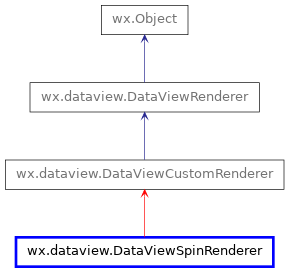 wx.Object
wx.dataview.DataViewRenderer
wx.dataview.DataViewCustomRenderer
wx.dataview.DataViewSpinRenderer